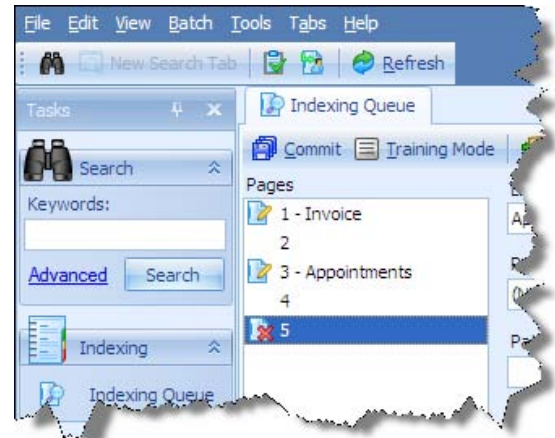 File Edit View Batch Tools Tabs Help
New Search Tab Refresh
Tasks
Indexing Queue
Search
Commit Training Mode
Keywords:
Pages
1 - Invoice
2
3 - Appointments
4
5
Advanced Search
Indexing
Indexing Queue